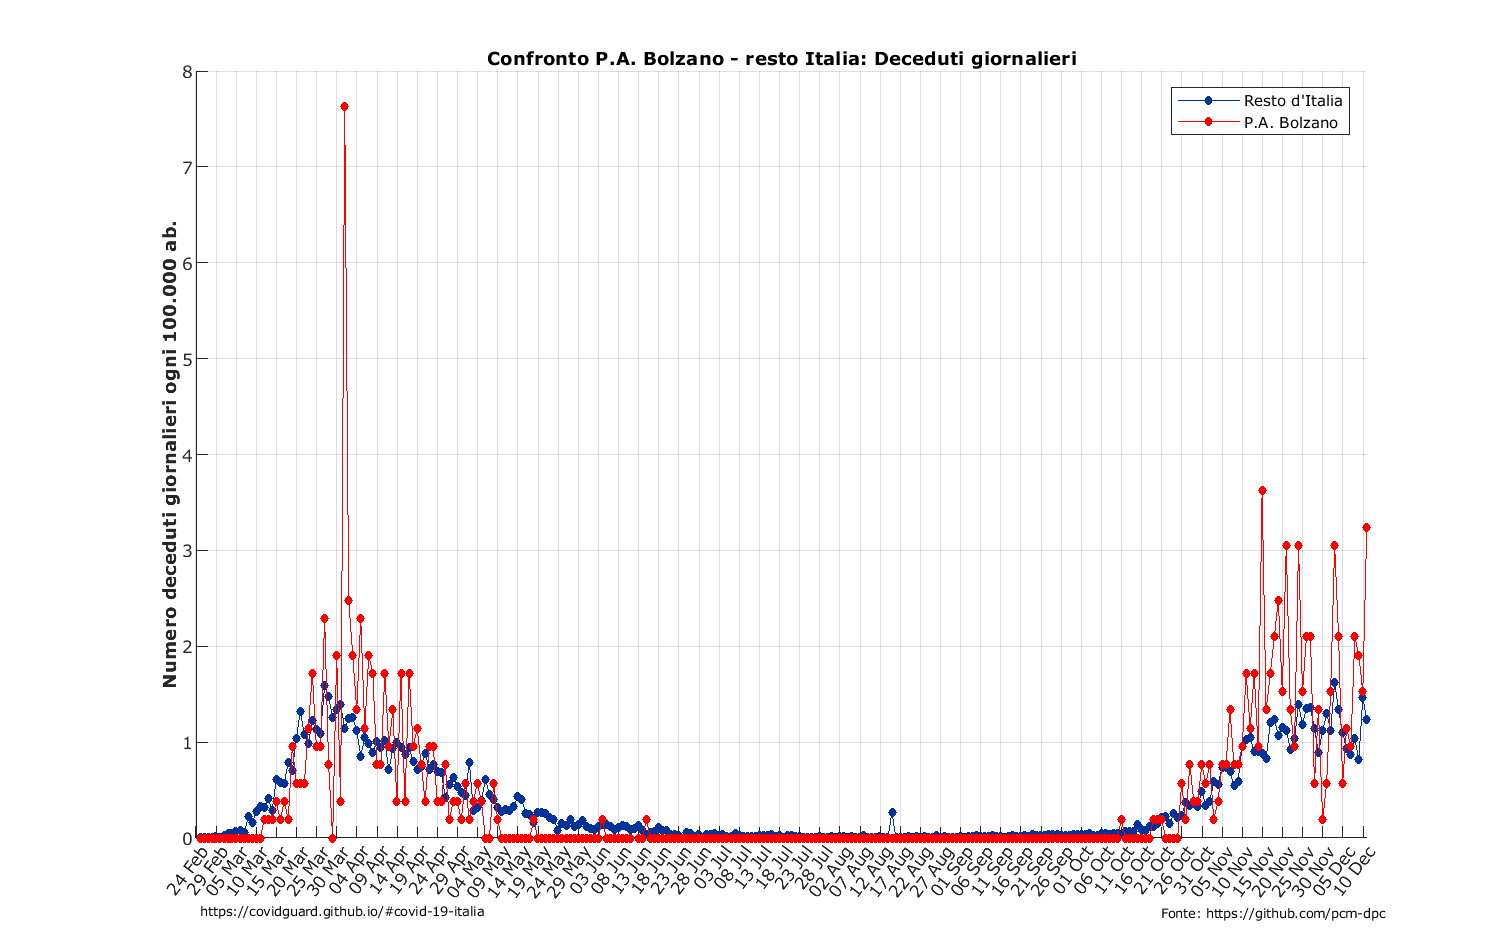 Confronto P.A. Bolzano - resto Italia: Deceduti giornalieri
Resto d'Italia
P.A. Bolzano
Numero deceduti giornalieri ogni 100.000 ab.
8
7
6
5
4
3
2
1
0
24 Feb
29 Feb
05 Mar
10 Mar
15 Mar
20 Mar
25 Mar
30 Mar
04 Apr
09 Apr
14 Apr
19 Apr
24 Apr
29 Apr
04 May
09 May
14 May
19 May
24 May
29 May
03 Jun
08 Jun
13 Jun
18 Jun
23 Jun
28 Jun
03 Jul
08 Jul
13 Jul
18 Jul
23 Jul
28 Jul
02 Aug
07 Aug
12 Aug
17 Aug
22 Aug
27 Aug
01 Sep
06 Sep
11 Sep
16 Sep
21 Sep
26 Sep
01 Oct
06 Oct
11 Oct
16 Oct
21 Oct
26 Oct
31 Oct
05 Nov
10 Nov
15 Nov
20 Nov
25 Nov
30 Nov
05 Dec
10 Dec
https://covidguard.github.io/#covid-19-italia
Fonte: https://github.com/pcm-dpc